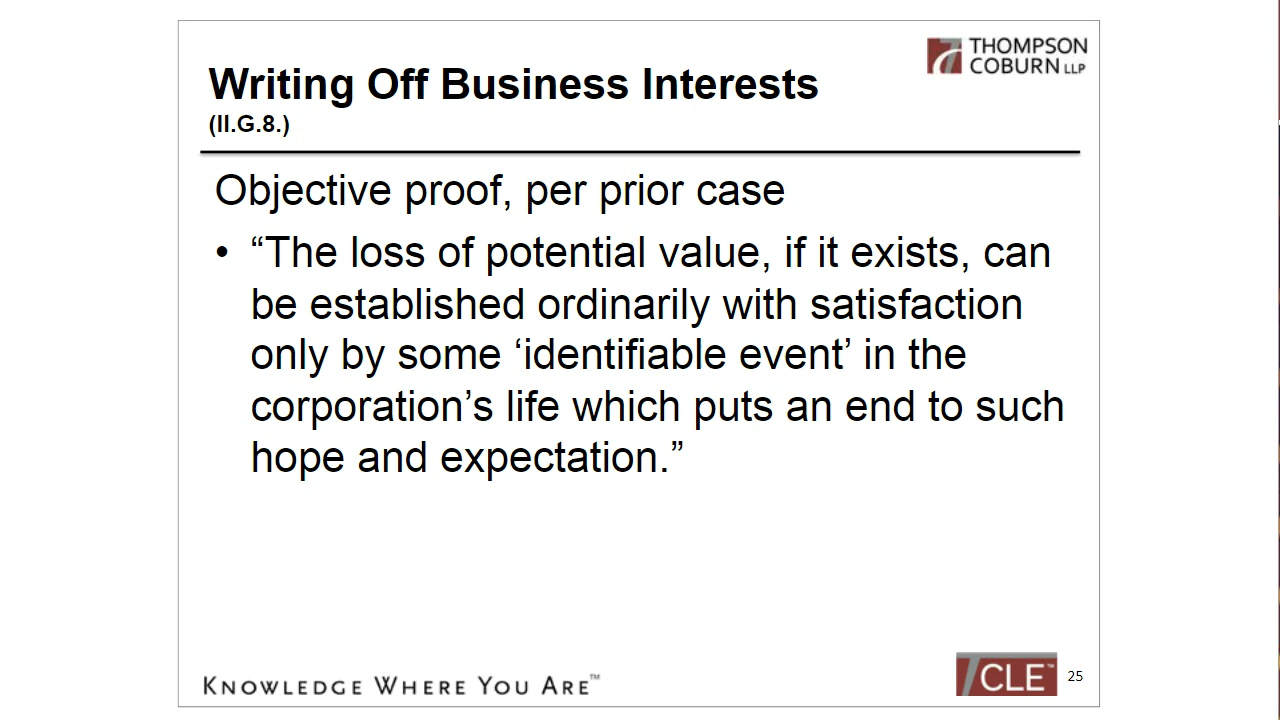 THOMPSON
COBURN LLP
Writing Off Business Interests
(II.G.8.)
Objective proof, per prior case
• “The loss of potential value, if it exists, can
be established ordinarily with satisfaction
only by some ‘identifiable event’ in the
corporation’s life which puts an end to such
hope and expectation.”
KNOWLEDGE WHERE YOU ARE™
TCLE™ 25